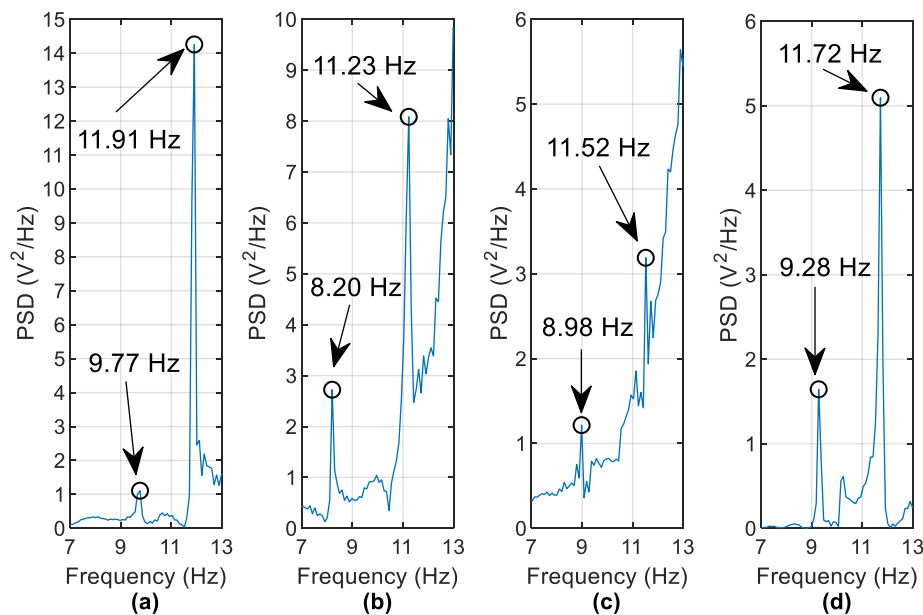 15
14
13
12
11
10
9
8
7
6
5
4
3
2
1
0
PSD (V²/Hz)
11.91 Hz
9.77 Hz
7 9 11 13
Frequency (Hz)
(a)
10
9
8
7
6
5
4
3
2
1
0
PSD (V²/Hz)
11.23 Hz
8.20 Hz
7 9 11 13
Frequency (Hz)
(b)
6
5
4
3
2
1
0
PSD (V²/Hz)
11.52 Hz
8.98 Hz
7 9 11 13
Frequency (Hz)
(c)
6
5
4
3
2
1
0
PSD (V²/Hz)
11.72 Hz
9.28 Hz
7 9 11 13
Frequency (Hz)
(d)